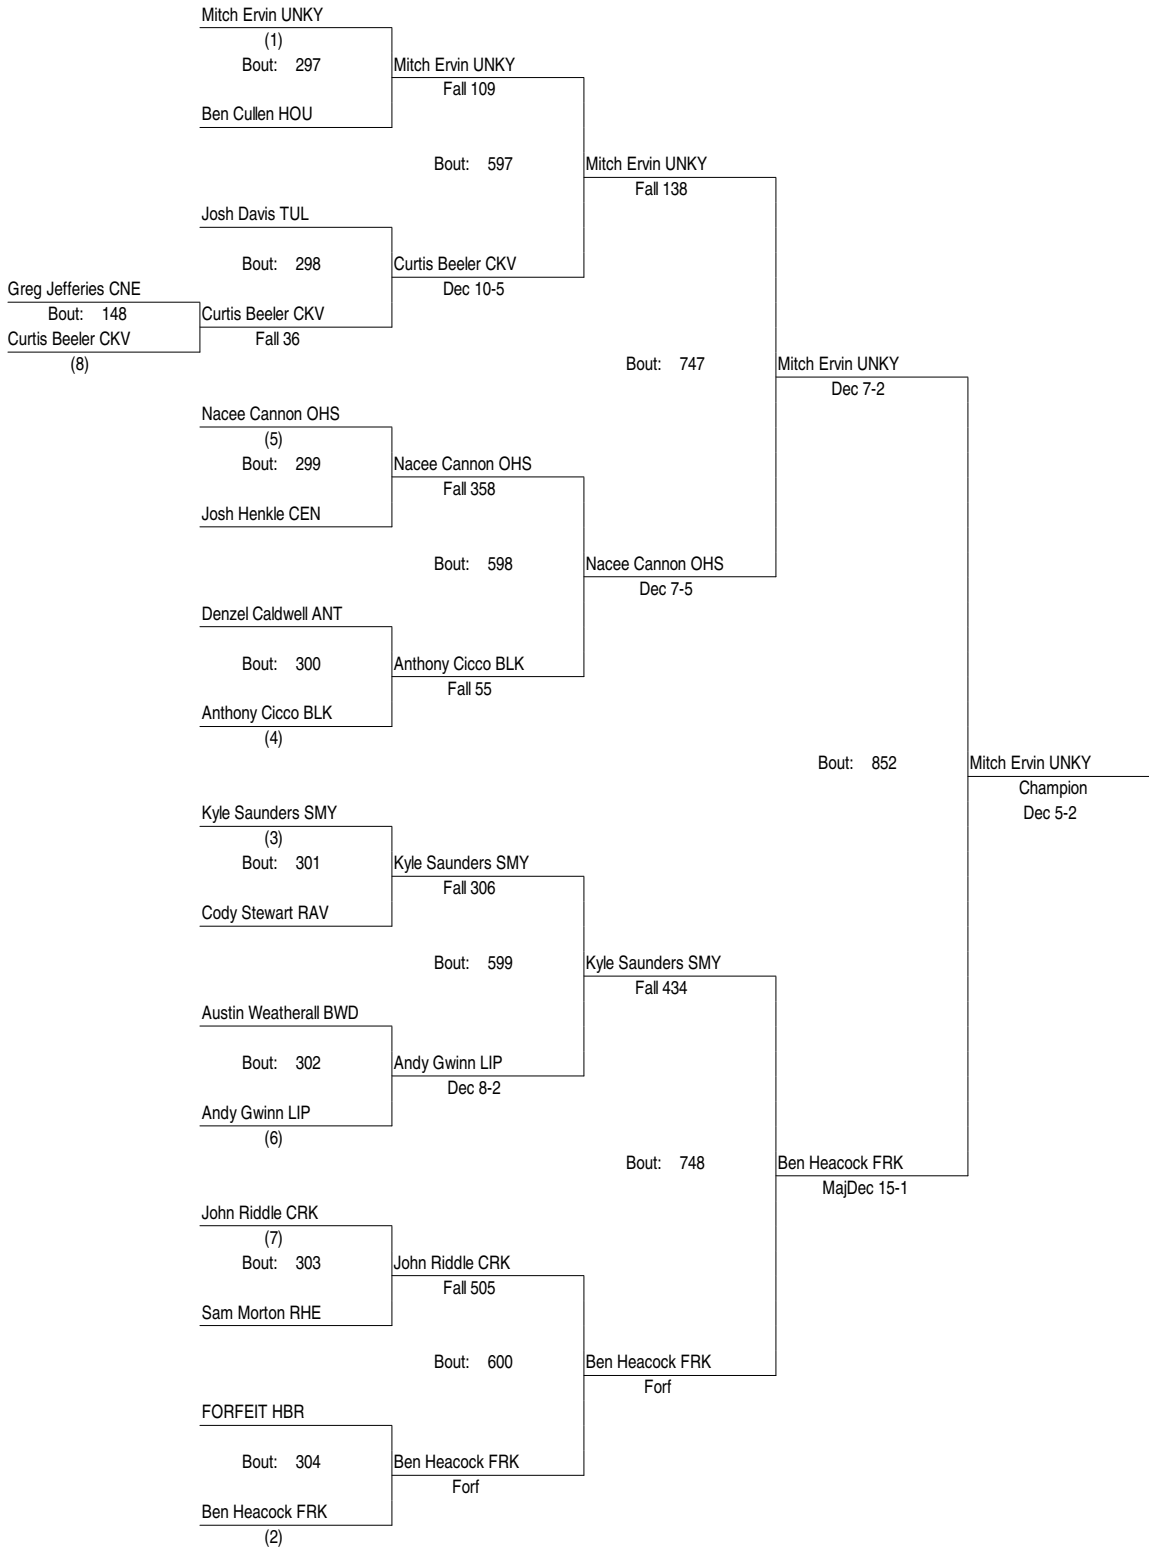 Mitch Ervin UNKY
(1)
Bout: 297
Mitch Ervin UNKY
Fall 109
Ben Cullen HOU
Bout: 597
Mitch Ervin UNKY
Fall 138
Josh Davis TUL
Bout: 298
Curtis Beeler CKV
Dec 10-5
Greg Jefferies CNE
Bout: 148
Curtis Beeler CKV
Fall 36
Curtis Beeler CKV
(8)
Bout: 747
Mitch Ervin UNKY
Dec 7-2
Nacee Cannon OHS
(5)
Bout: 299
Nacee Cannon OHS
Fall 358
Josh Henkle CEN
Bout: 598
Nacee Cannon OHS
Dec 7-5
Denzel Caldwell ANT
Bout: 300
Anthony Cicco BLK
Fall 55
Anthony Cicco BLK
(4)
Bout: 852
Mitch Ervin UNKY
Champion
Dec 5-2
Kyle Saunders SMY
(3)
Bout: 301
Kyle Saunders SMY
Fall 306
Cody Stewart RAV
Bout: 599
Kyle Saunders SMY
Fall 434
Austin Weatherall BWD
Bout: 302
Andy Gwinn LIP
Dec 8-2
Andy Gwinn LIP
(6)
Bout: 748
Ben Heacock FRK
MajDec 15-1
John Riddle CRK
(7)
Bout: 303
John Riddle CRK
Fall 505
Sam Morton RHE
Bout: 600
Ben Heacock FRK
Forf
FORFEIT HBR
Bout: 304
Ben Heacock FRK
Forf
Ben Heacock FRK
(2)